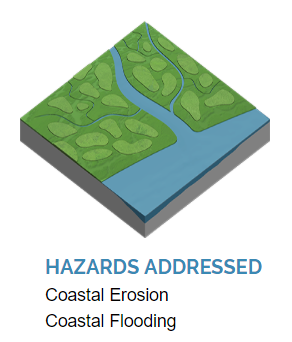 HAZARDS ADDRESSED
Coastal Erosion
Coastal Flooding